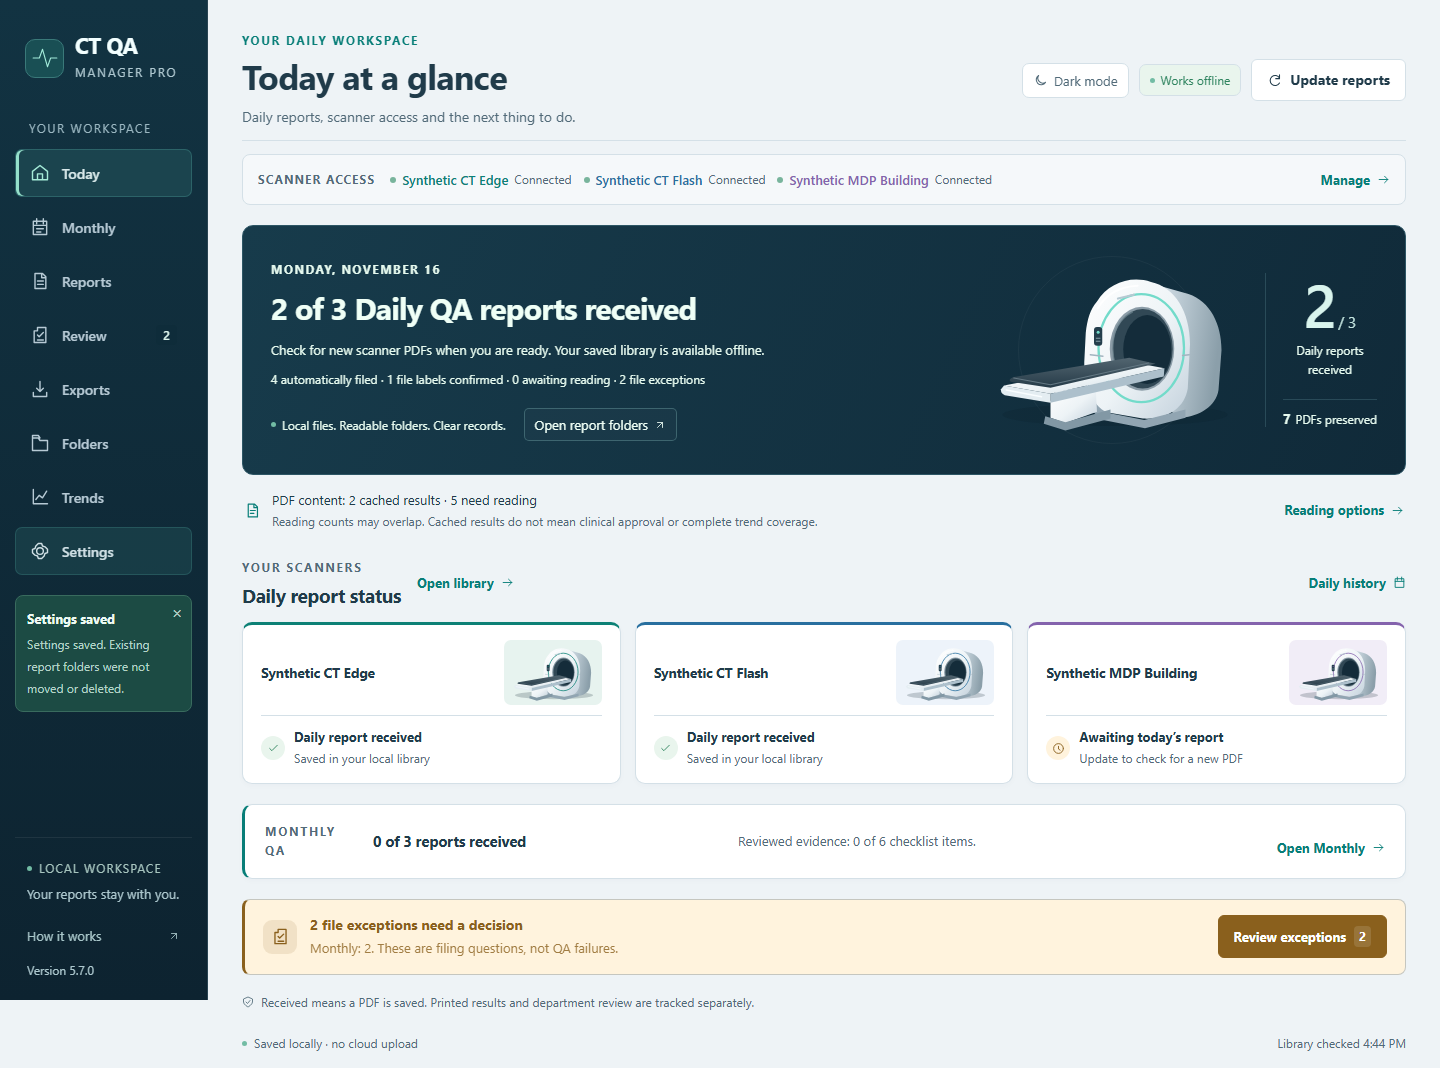 CT QA
MANAGER PRO
YOUR WORKSPACE
Today
Monthly
Reports
Review 2
Exports
Folders
Trends
Settings
Settings saved ×
Settings saved. Existing
report folders were not
moved or deleted.
LOCAL WORKSPACE
Your reports stay with you.
How it works
Version 5.7.0
YOUR DAILY WORKSPACE
Today at a glance
Daily reports, scanner access and the next thing to do.
Dark mode
Works offline
Update reports
SCANNER ACCESS Synthetic CT Edge Connected Synthetic CT Flash Connected Synthetic MDP Building Connected Manage →
MONDAY, NOVEMBER 16
2 of 3 Daily QA reports received
Check for new scanner PDFs when you are ready. Your saved library is available offline.
4 automatically filed · 1 file labels confirmed · 0 awaiting reading · 2 file exceptions
Local files. Readable folders. Clear records.
Open report folders
2 / 3
Daily reports
received
7 PDFs preserved
PDF content: 2 cached results · 5 need reading
Reading counts may overlap. Cached results do not mean clinical approval or complete trend coverage.
Reading options →
YOUR SCANNERS
Daily report status
Open library →
Daily history
Synthetic CT Edge
Daily report received
Saved in your local library
Synthetic CT Flash
Daily report received
Saved in your local library
Synthetic MDP Building
Awaiting today's report
Update to check for a new PDF
MONTHLY
QA
0 of 3 reports received
Reviewed evidence: 0 of 6 checklist items.
Open Monthly →
2 file exceptions need a decision
Monthly: 2. These are filing questions, not QA failures.
Review exceptions 2
Received means a PDF is saved. Printed results and department review are tracked separately.
Saved locally · no cloud upload
Library checked 4:44 PM